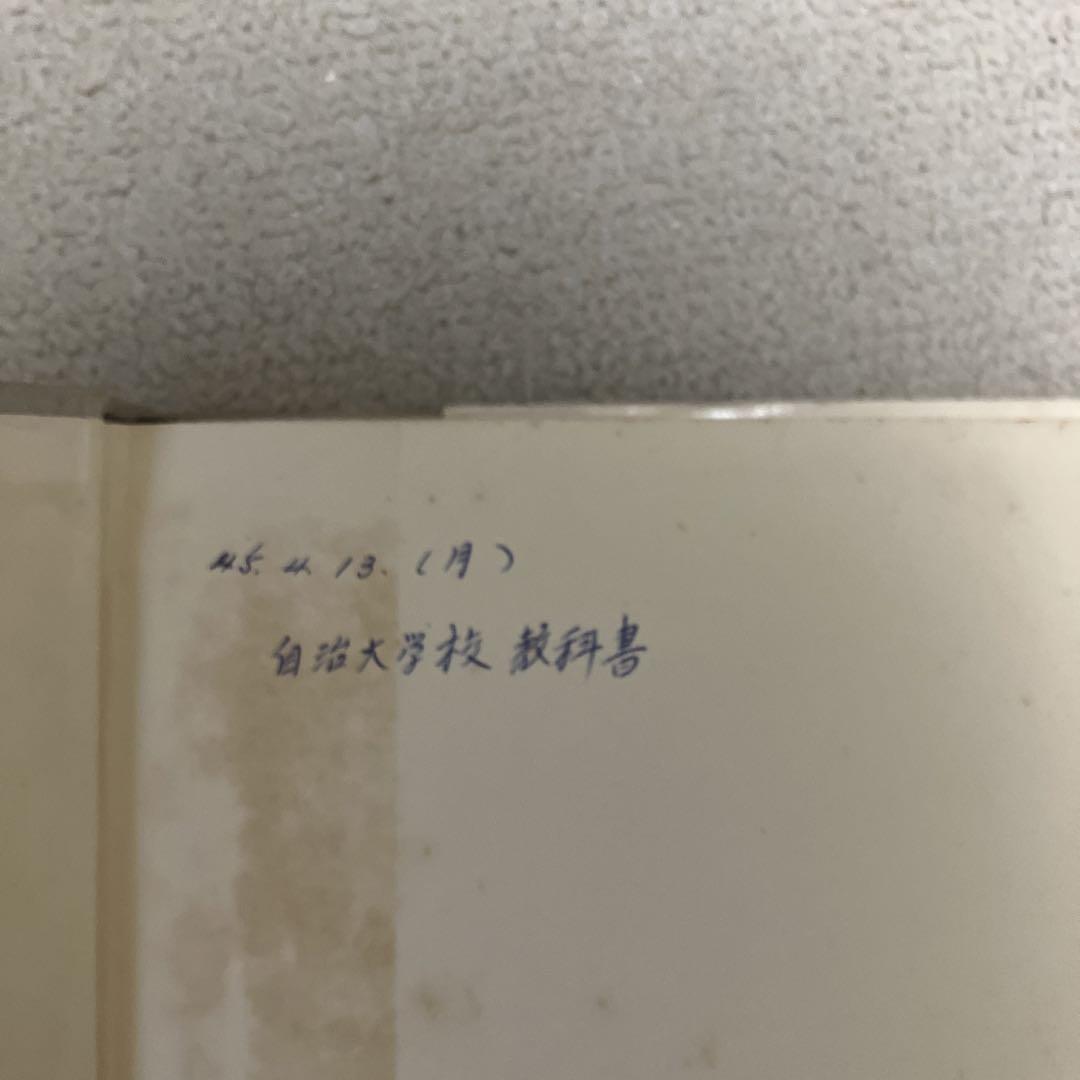 45. 4. 13. (月)
自治大学校 教科書